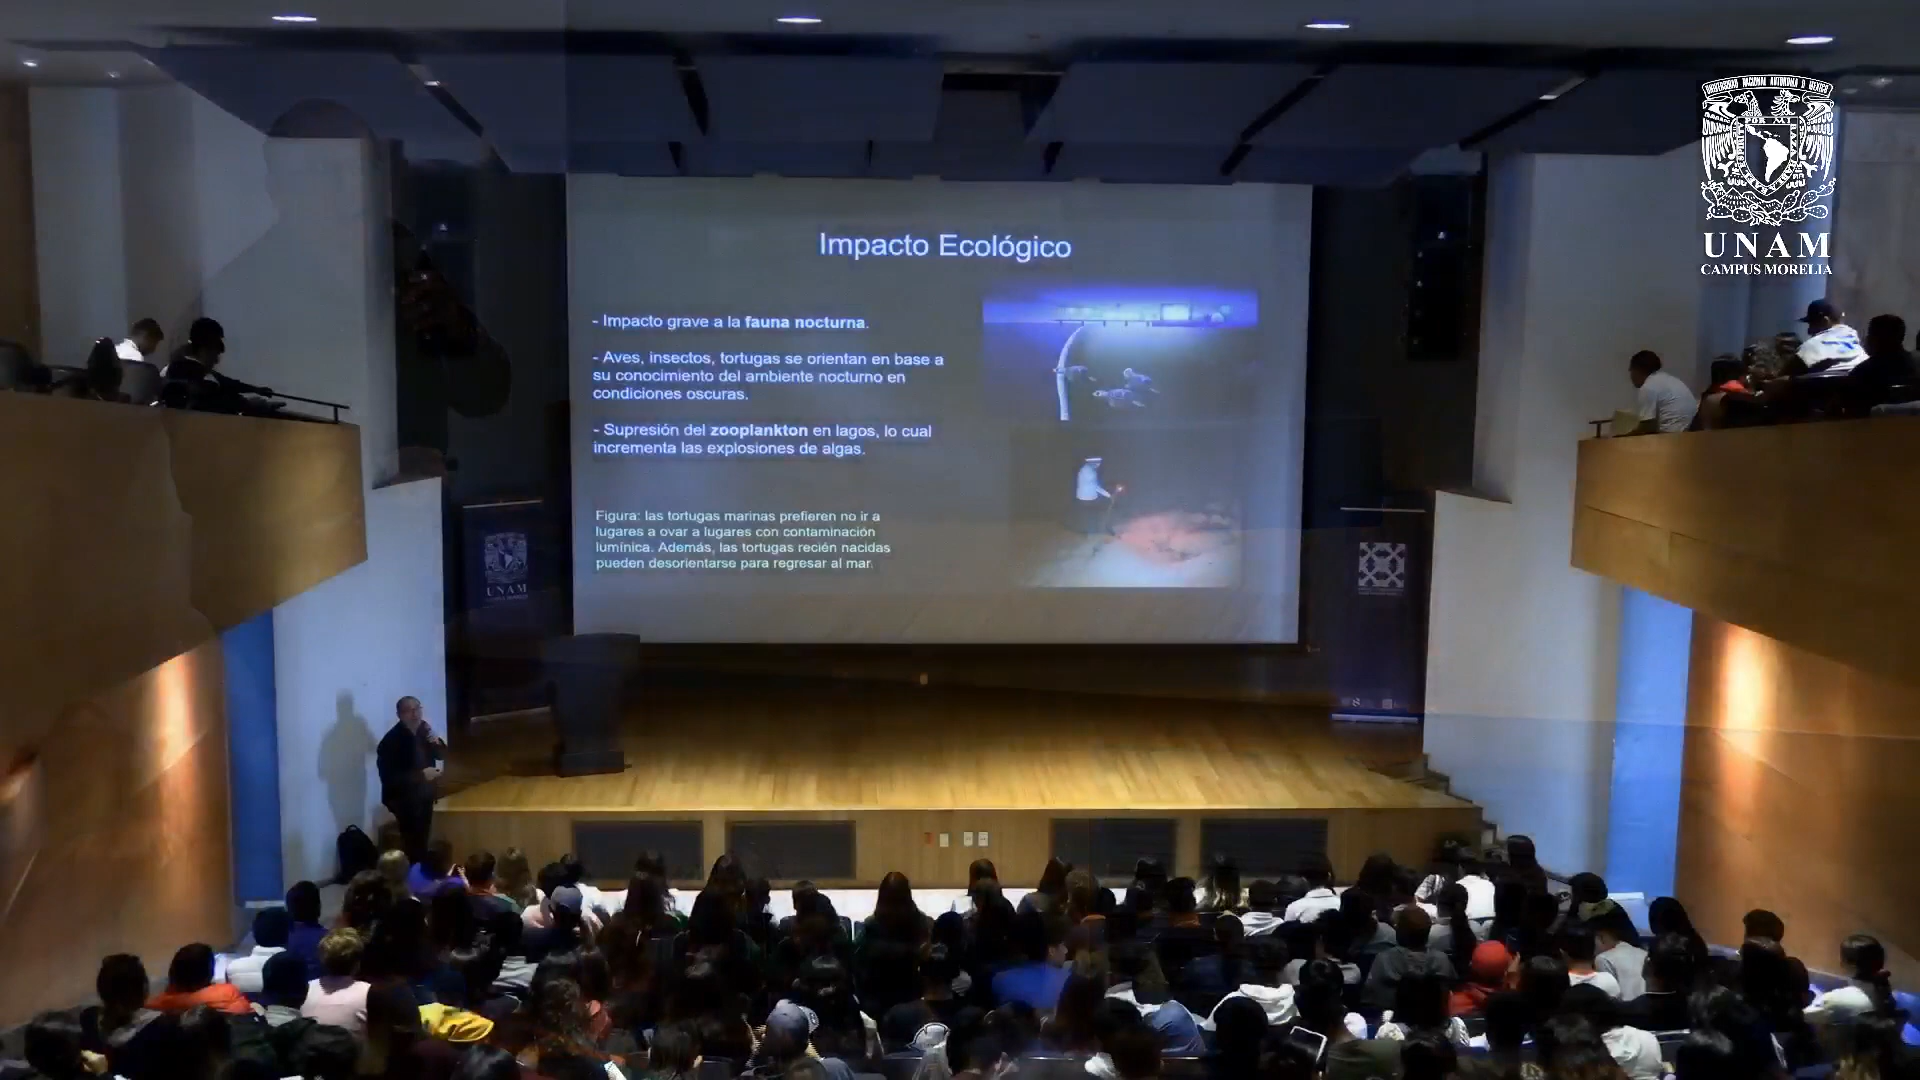 Impacto Ecológico
- Impacto grave a la fauna nocturna.
- Aves, insectos, tortugas se orientan en base a
su conocimiento del ambiente nocturno en
condiciones oscuras.
- Supresión del zooplankton en lagos, lo cual
incrementa las explosiones de algas.
Figura: las tortugas marinas prefieren no ir a
lugares a ovar a lugares con contaminación
lumínica. Además, las tortugas recién nacidas
pueden desorientarse para regresar al mar.
POR MI
UNAM
CAMPUS MORELIA
UNAM